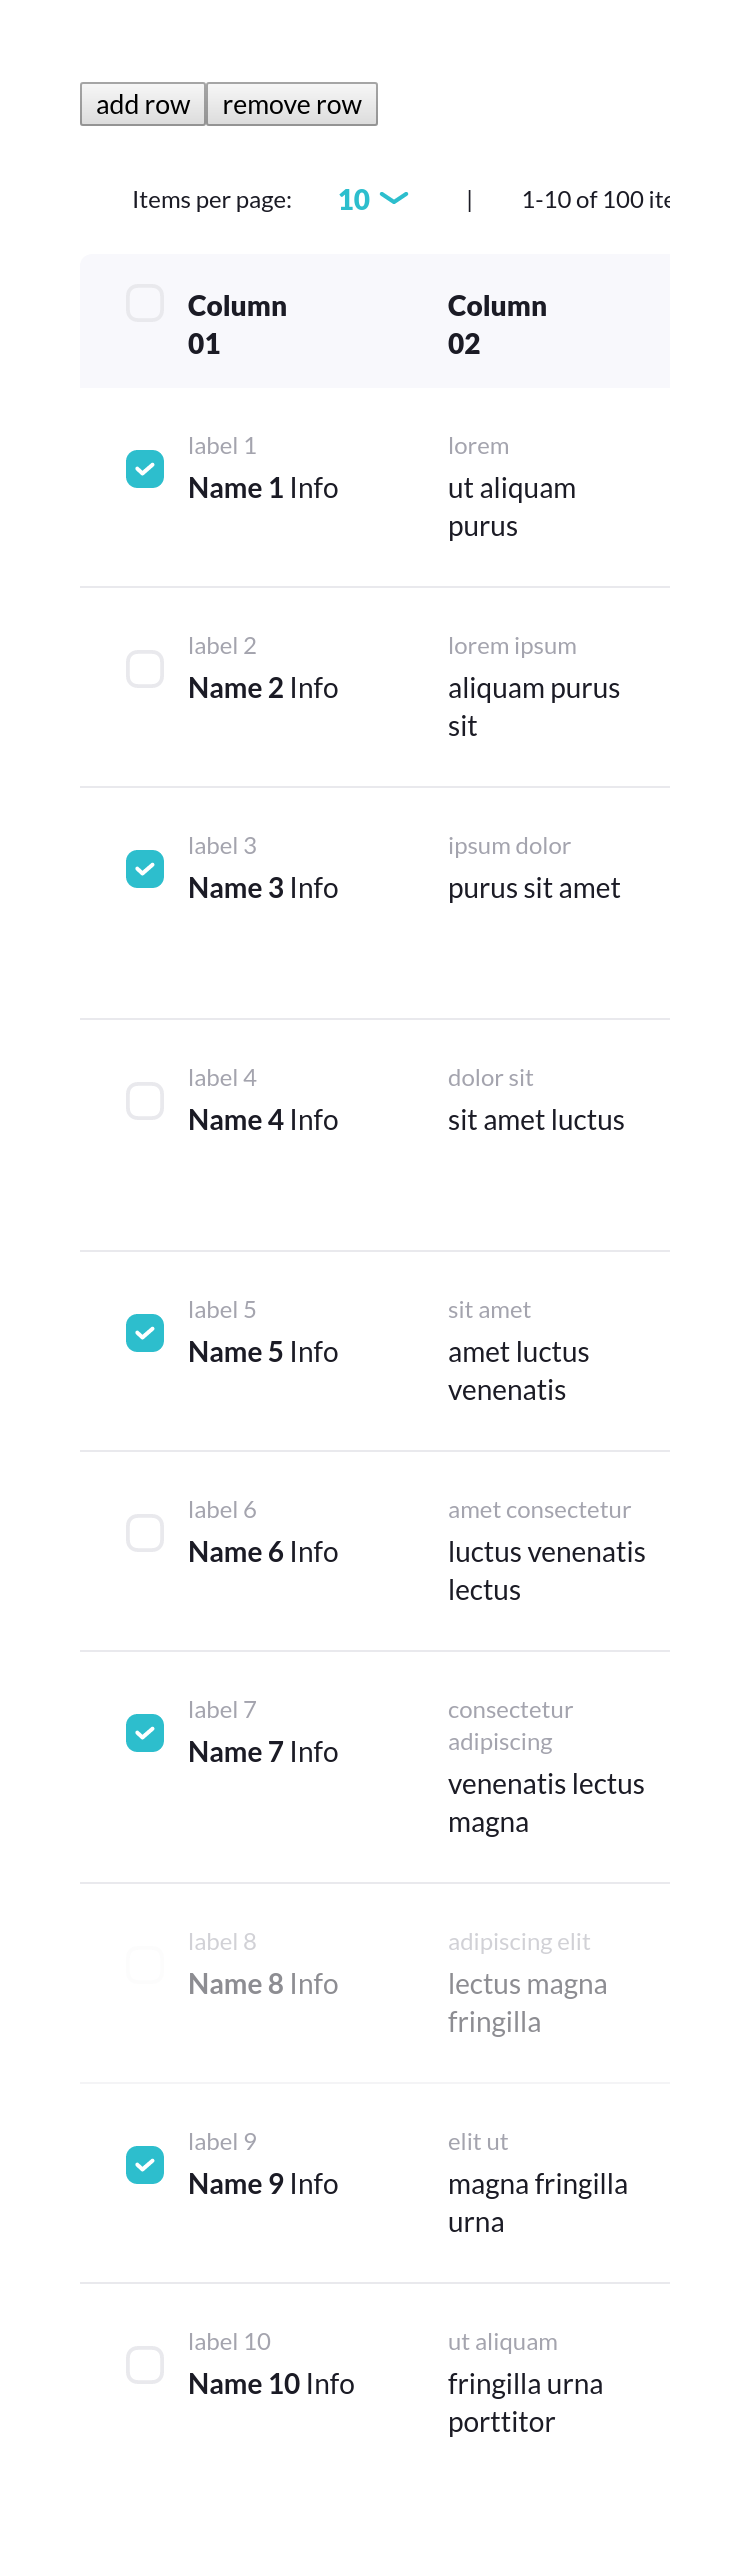 add row remove row
Items per page: 10 | 1-10 of 100 ite
Column 01 Column 02
label 1 lorem
Name 1 Info ut aliquam
purus
label 2 lorem ipsum
Name 2 Info aliquam purus
sit
label 3 ipsum dolor
Name 3 Info purus sit amet
label 4 dolor sit
Name 4 Info sit amet luctus
label 5 sit amet
Name 5 Info amet luctus
venenatis
label 6 amet consectetur
Name 6 Info luctus venenatis
lectus
label 7 consectetur
adipiscing
Name 7 Info venenatis lectus
magna
label 8 adipiscing elit
Name 8 Info lectus magna
fringilla
label 9 elit ut
Name 9 Info magna fringilla
urna
label 10 ut aliquam
Name 10 Info fringilla urna
porttitor